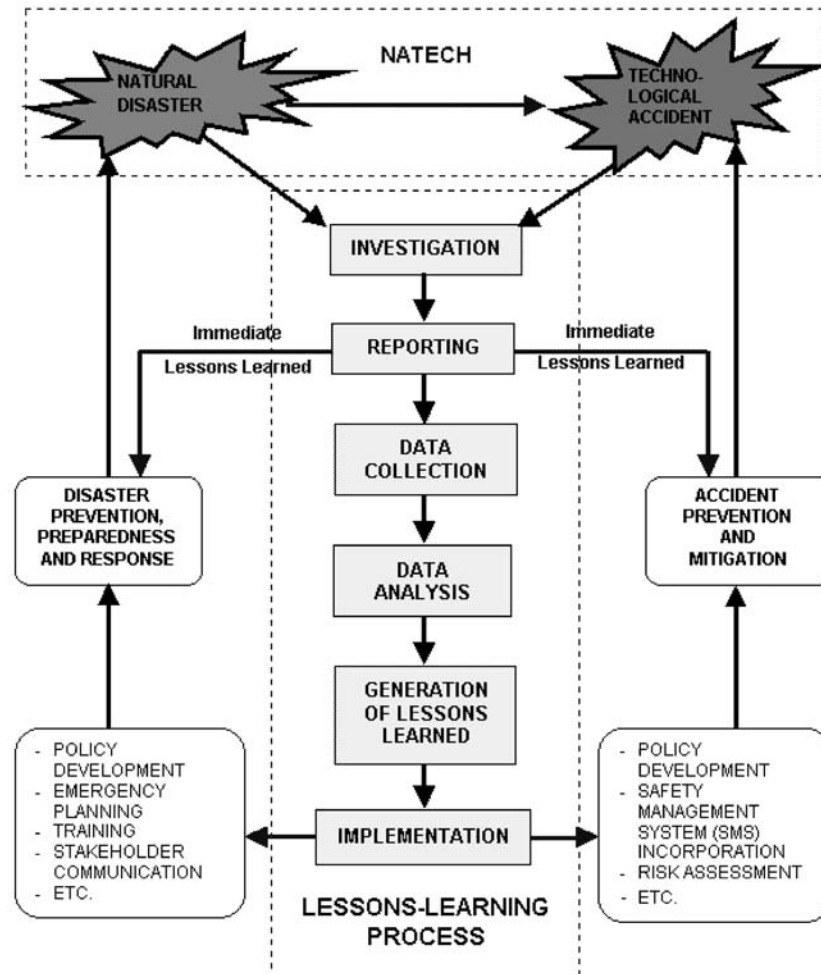 NATECH
NATURAL
DISASTER
TECHNO-
LOGICAL
ACCIDENT
INVESTIGATION
Immediate
Lessons Learned
REPORTING
Immediate
Lessons Learned
DATA
COLLECTION
DISASTER
PREVENTION,
PREPAREDNESS
AND RESPONSE
ACCIDENT
PREVENTION
AND
MITIGATION
DATA
ANALYSIS
GENERATION
OF LESSONS
LEARNED
- POLICY
DEVELOPMENT
- EMERGENCY
PLANNING
- TRAINING
- STAKEHOLDER
COMMUNICATION
- ETC.
IMPLEMENTATION
- POLICY
DEVELOPMENT
- SAFETY
MANAGEMENT
SYSTEM (SMS)
INCORPORATION
- RISK ASSESSMENT
- ETC.
LESSONS-LEARNING
PROCESS